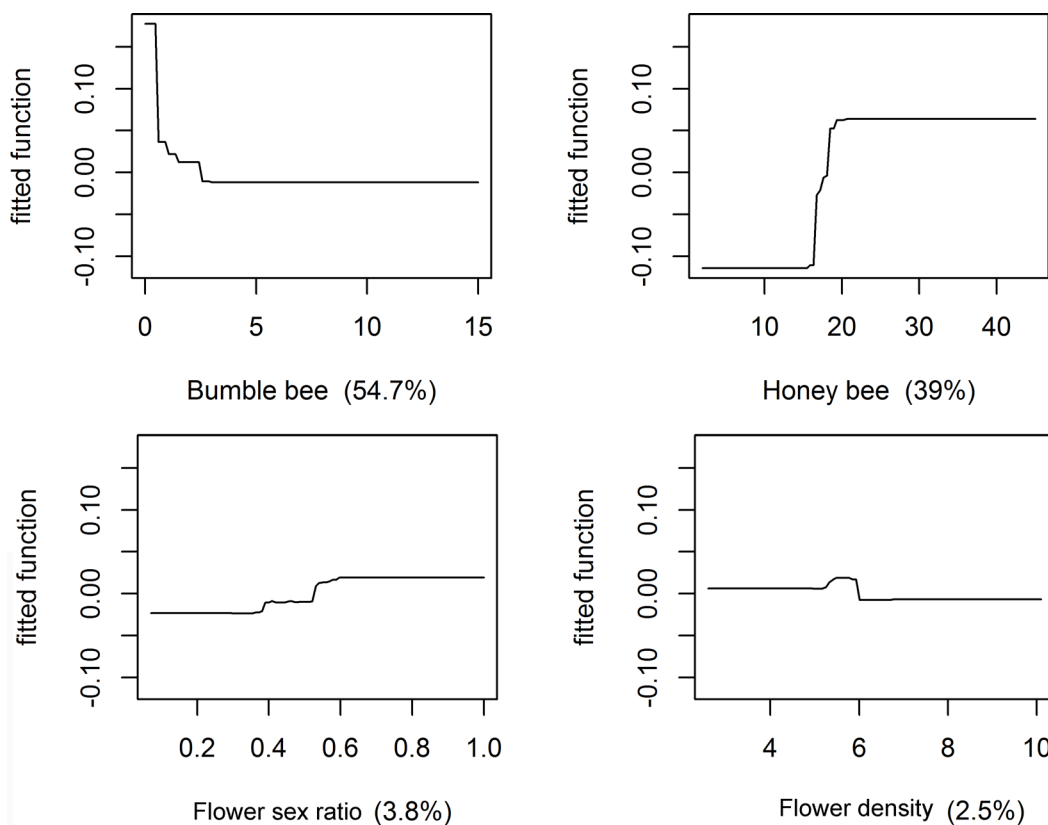 fitted function
-0.10 0.00 0.10
0 5 10 15
Bumble bee (54.7%)
fitted function
-0.10 0.00 0.10
10 20 30 40
Honey bee (39%)
fitted function
-0.10 0.00 0.10
0.2 0.4 0.6 0.8 1.0
Flower sex ratio (3.8%)
fitted function
-0.10 0.00 0.10
4 6 8 10
Flower density (2.5%)